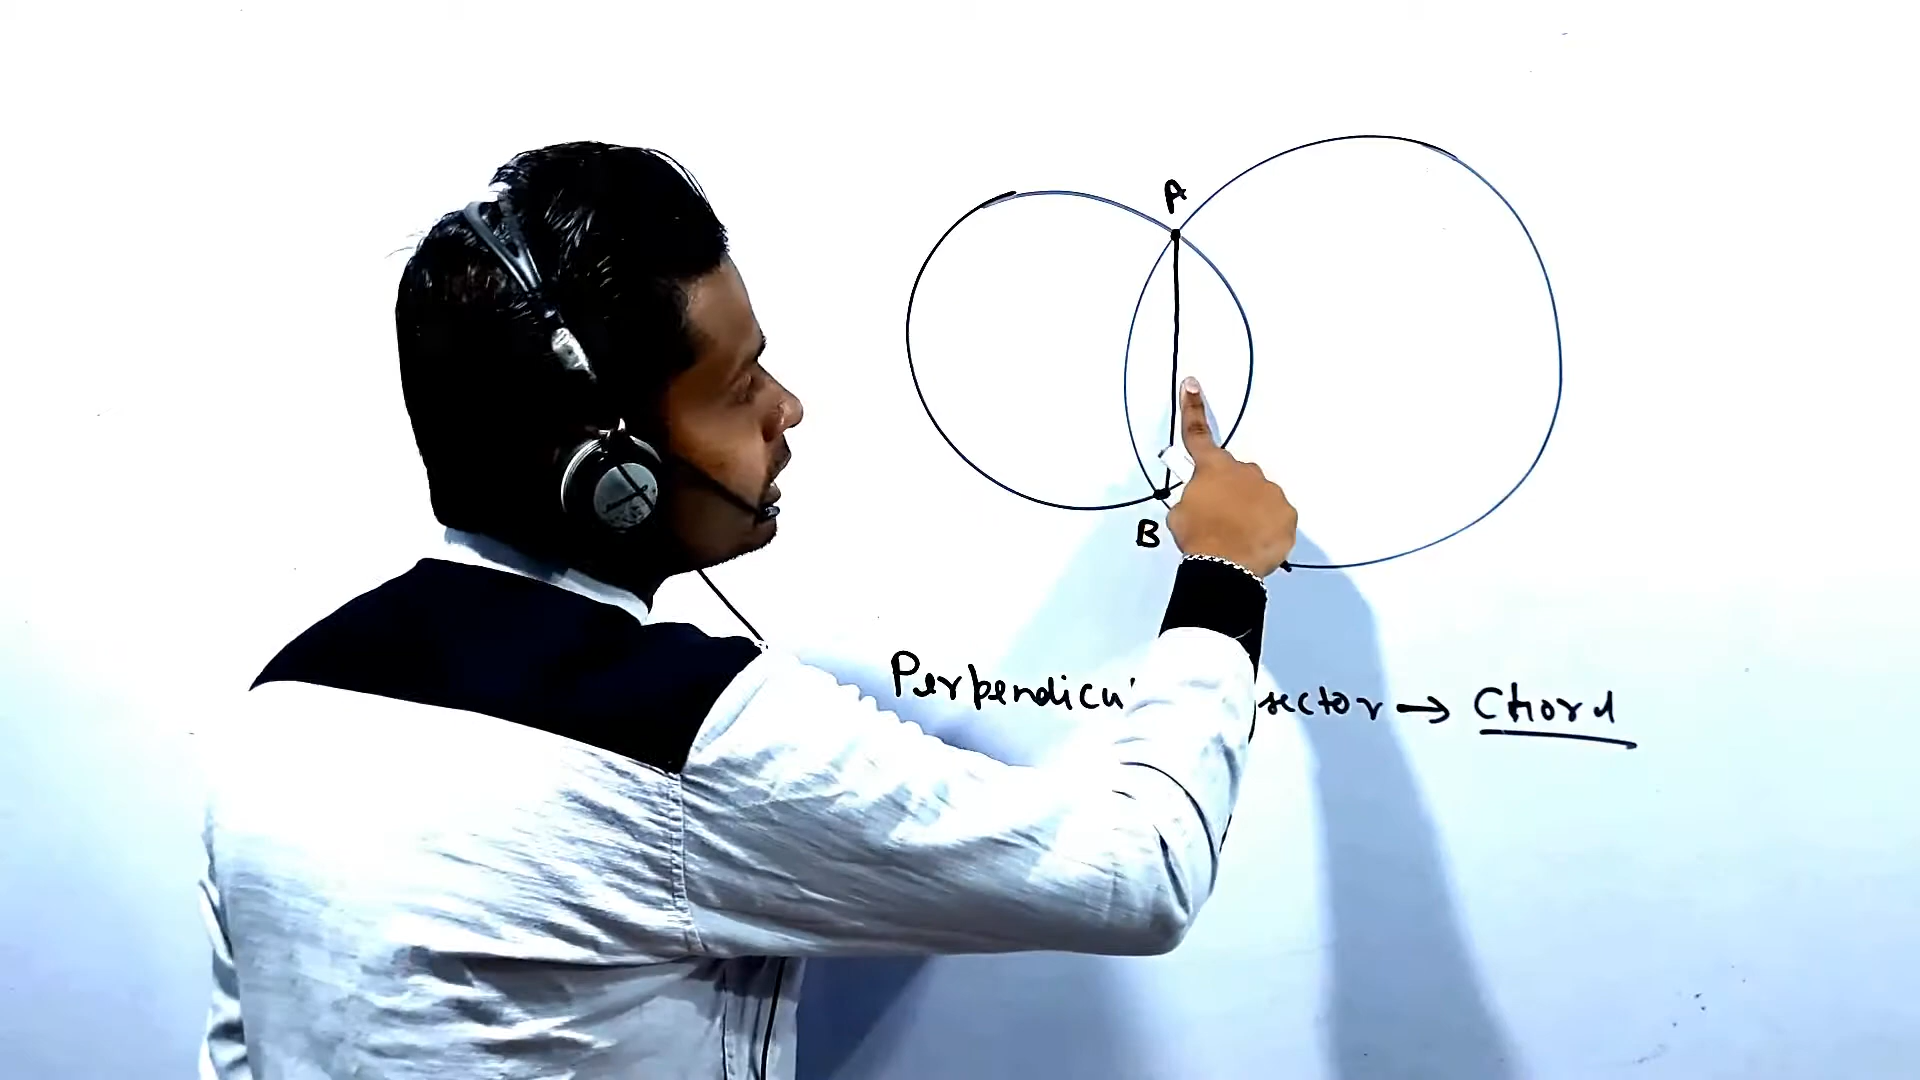 A
B
Perpendicu sector → Chord